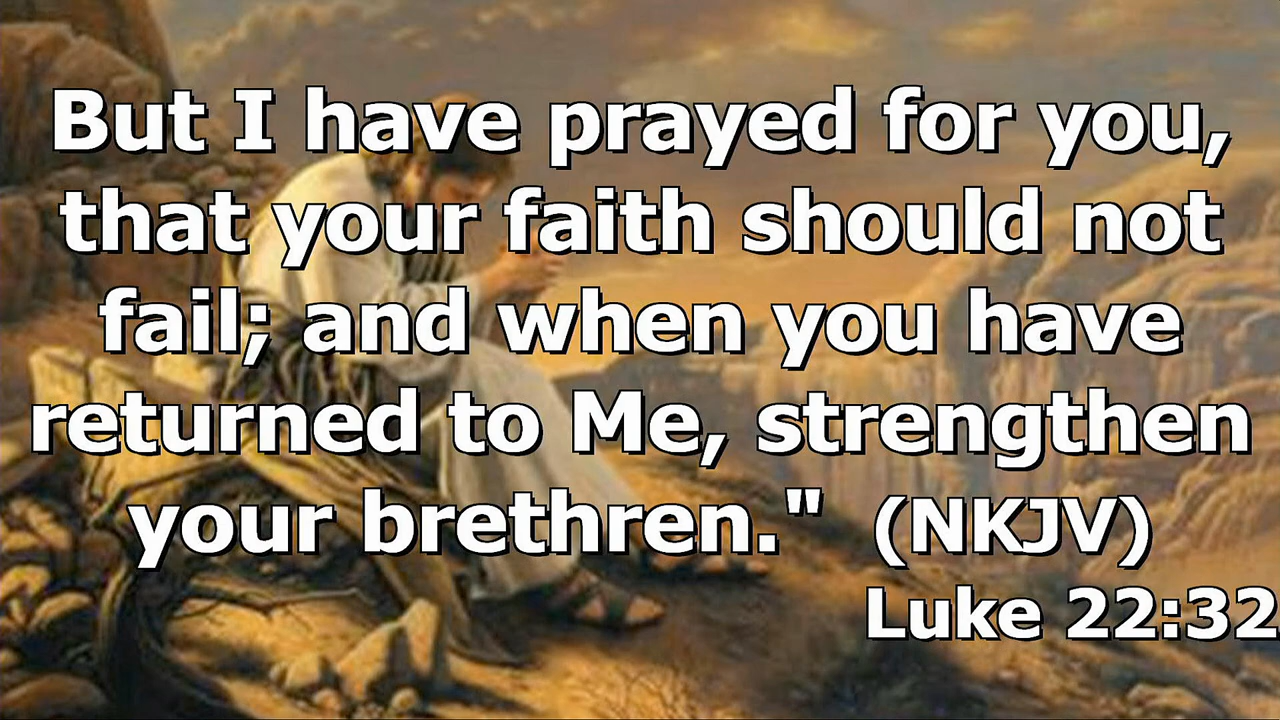 But I have prayed for you,
that your faith should not
fail; and when you have
returned to Me, strengthen
your brethren." (NKJV)
Luke 22:32